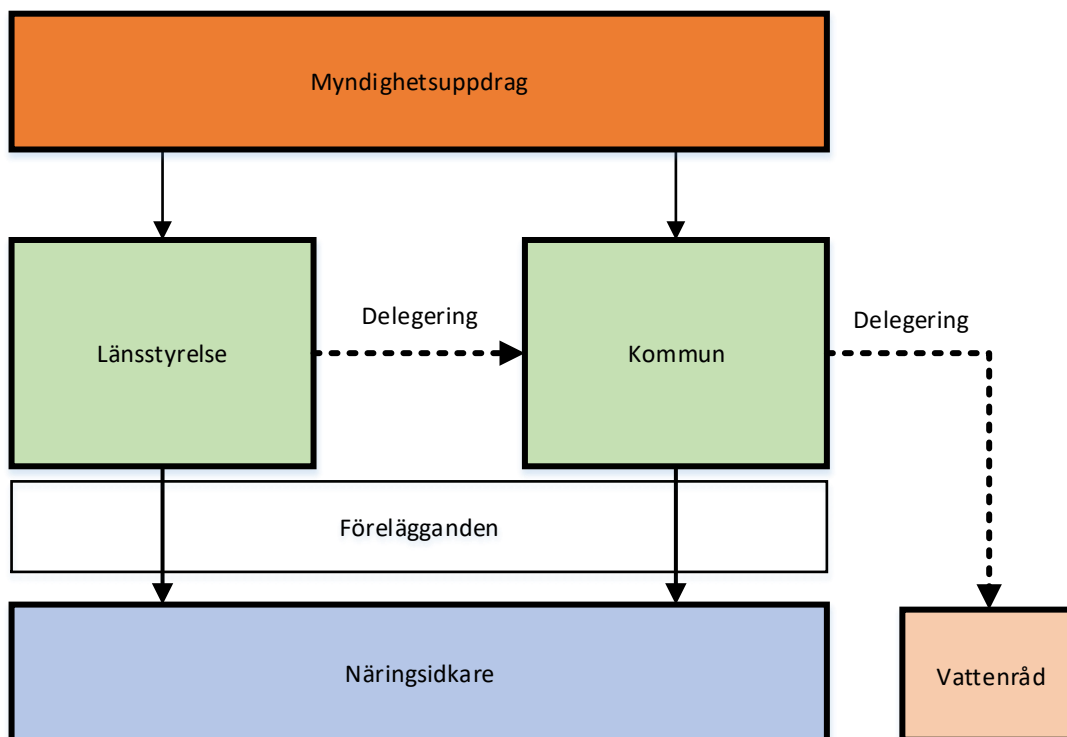 Myndighetsuppdrag
Länsstyrelse
Delegering
Kommun
Delegering
Förelägganden
Näringsidkare
Vattenråd